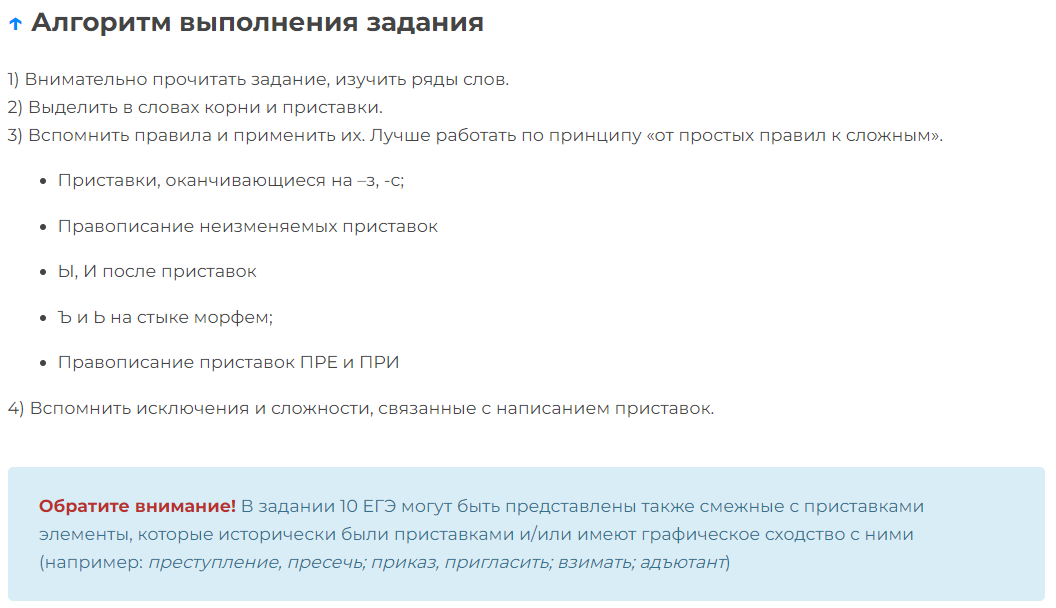 ↑ Алгоритм выполнения задания
1) Внимательно прочитать задание, изучить ряды слов.
2) Выделить в словах корни и приставки.
3) Вспомнить правила и применить их. Лучше работать по принципу «от простых правил к сложным».
• Приставки, оканчивающиеся на –з, -с;
• Правописание неизменяемых приставок
• Ы, И после приставок
• Ъ и Ь на стыке морфем;
• Правописание приставок ПРЕ и ПРИ
4) Вспомнить исключения и сложности, связанные с написанием приставок.
Обратите внимание! В задании 10 ЕГЭ могут быть представлены также смежные с приставками
элементы, которые исторически были приставками и/или имеют графическое сходство с ними
(например: преступление, пресечь; приказ, пригласить; взимать; адъютант)